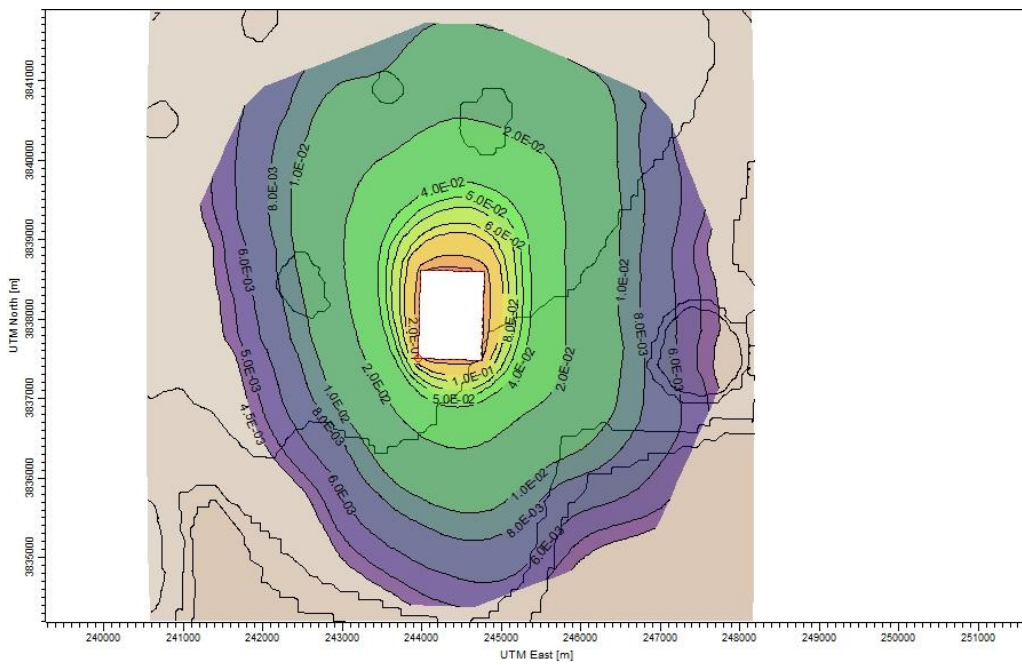 UTM North [m]
3841000
3840000
3839000
3838000
3837000
3836000
3835000
1.0E-02
8.0E-03
6.0E-03
5.0E-03
4.5E-03
2.0E-02
4.0E-02
5.0E-02
6.0E-02
2.0E-02
1.0E-02
8.0E-03
6.0E-03
8.0E-02
4.0E-02
2.0E-02
1.0E-01
5.0E-02
2.0E-01
1.0E-02
8.0E-03
6.0E-03
1.0E-02
8.0E-03
6.0E-03
240000 241000 242000 243000 244000 245000 246000 247000 248000 249000 250000 251000
UTM East [m]